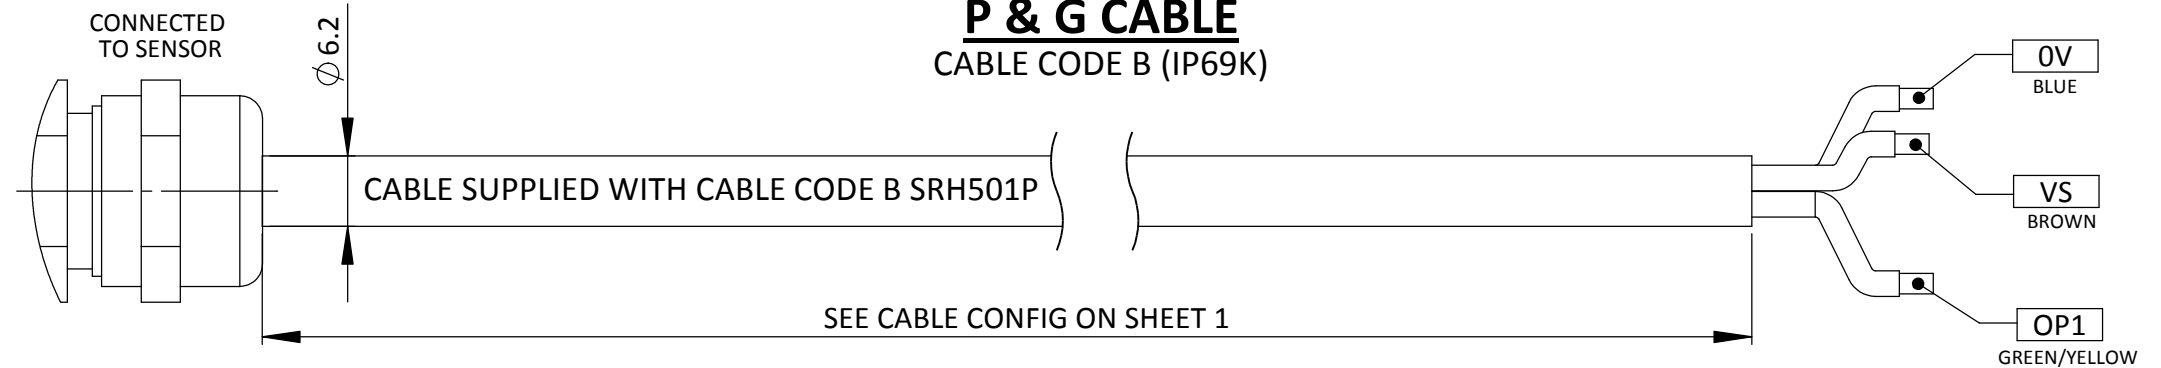 P & G CABLE
CABLE CODE B (IP69K)
CONNECTED
TO SENSOR
∅ 6.2
CABLE SUPPLIED WITH CABLE CODE B SRH501P
SEE CABLE CONFIG ON SHEET 1
0V
BLUE
VS
BROWN
OP1
GREEN/YELLOW